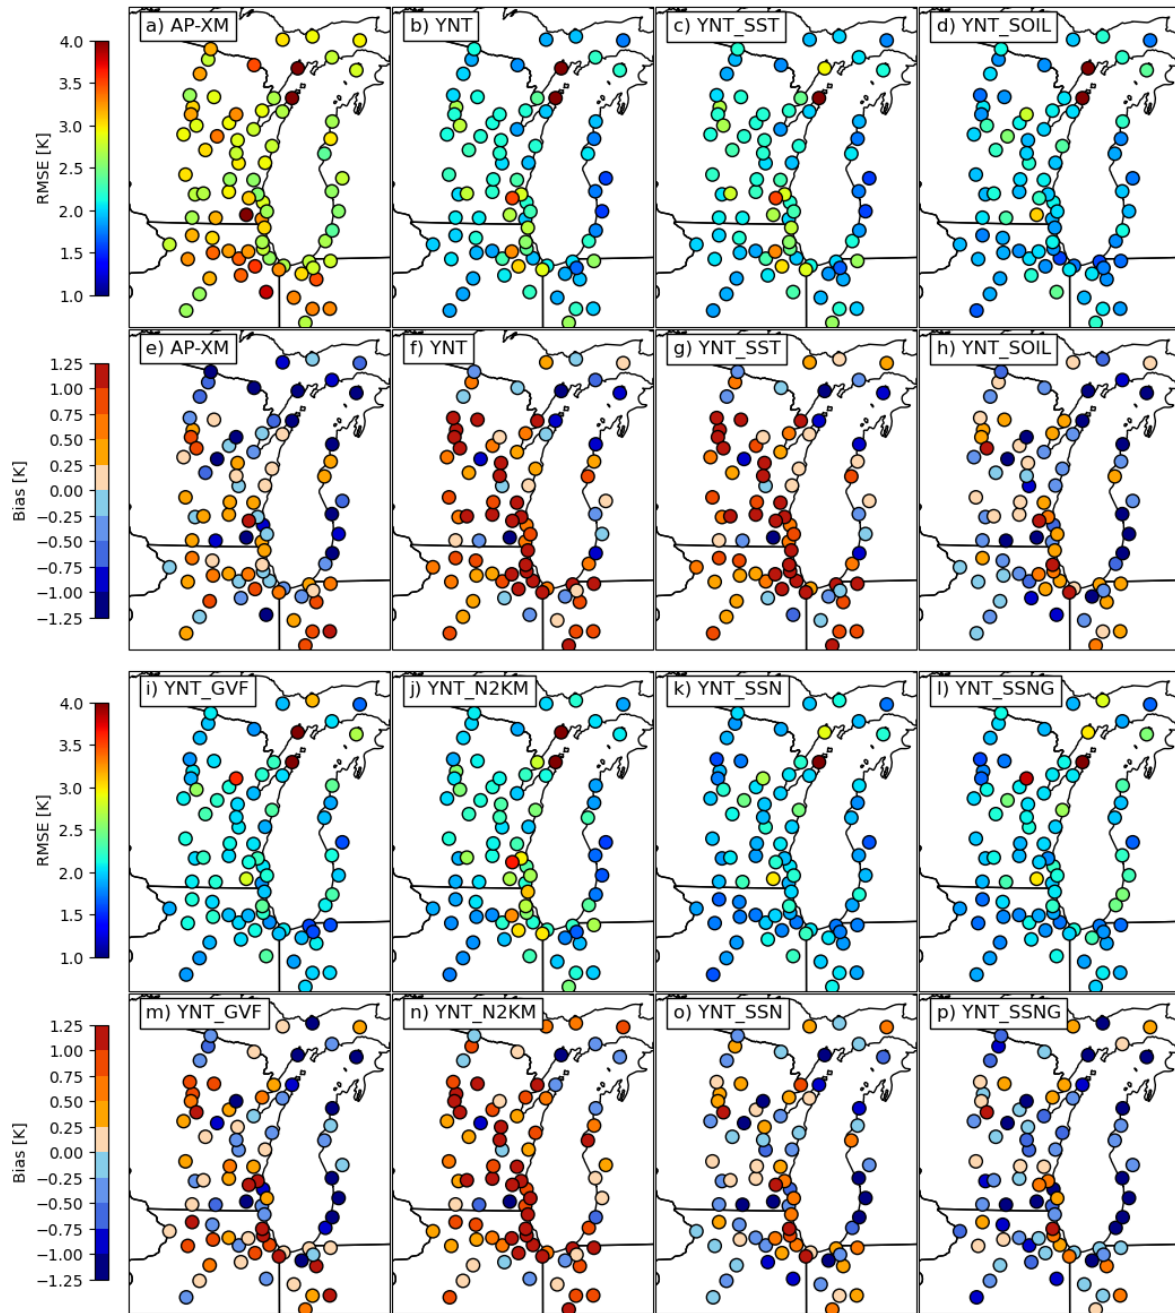 a) AP-XM
b) YNT
c) YNT_SST
d) YNT_SOIL
4.0
3.5
3.0
2.5
2.0
1.5
1.0
RMSE [K]
e) AP-XM
f) YNT
g) YNT_SST
h) YNT_SOIL
1.25
1.00
0.75
0.50
0.25
0.00
−0.25
−0.50
−0.75
−1.00
−1.25
Bias [K]
i) YNT_GVF
j) YNT_N2KM
k) YNT_SSN
l) YNT_SSNG
4.0
3.5
3.0
2.5
2.0
1.5
1.0
RMSE [K]
m) YNT_GVF
n) YNT_N2KM
o) YNT_SSN
p) YNT_SSNG
1.25
1.00
0.75
0.50
0.25
0.00
−0.25
−0.50
−0.75
−1.00
−1.25
Bias [K]